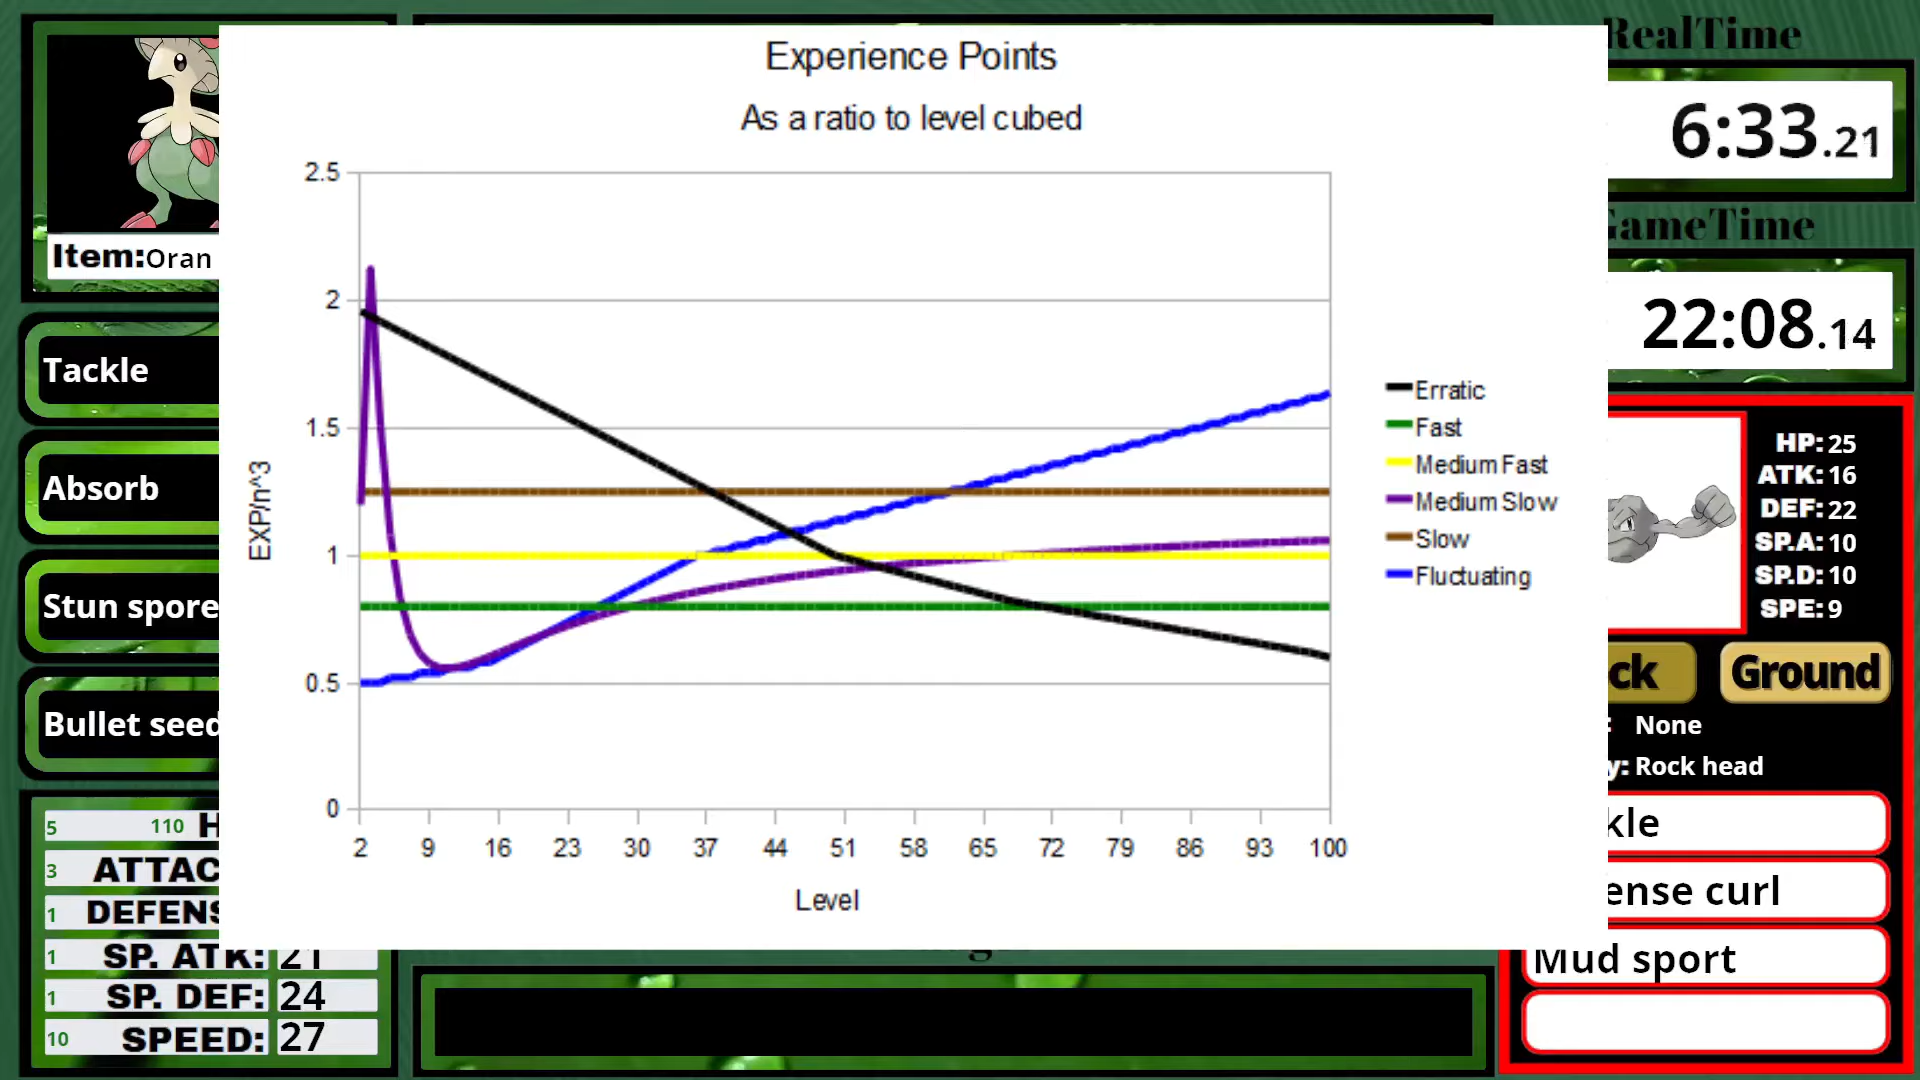 Experience Points
As a ratio to level cubed
2.5
2
1.5
1
0.5
0
EXP/n^3
2 9 16 23 30 37 44 51 58 65 72 79 86 93 100
Level
Erratic
Fast
Medium Fast
Medium Slow
Slow
Fluctuating
Item:Oran
Tackle
Absorb
Stun spore
Bullet seed
5 110 H
3 ATTAC
1 DEFENS
1 SP. ATK: 21
1 SP. DEF: 24
10 SPEED: 27
RealTime
6:33.21
GameTime
22:08.14
HP: 25
ATK: 16
DEF: 22
SP.A: 10
SP.D: 10
SPE: 9
ck Ground
: None
y: Rock head
kle
ense curl
Mud sport